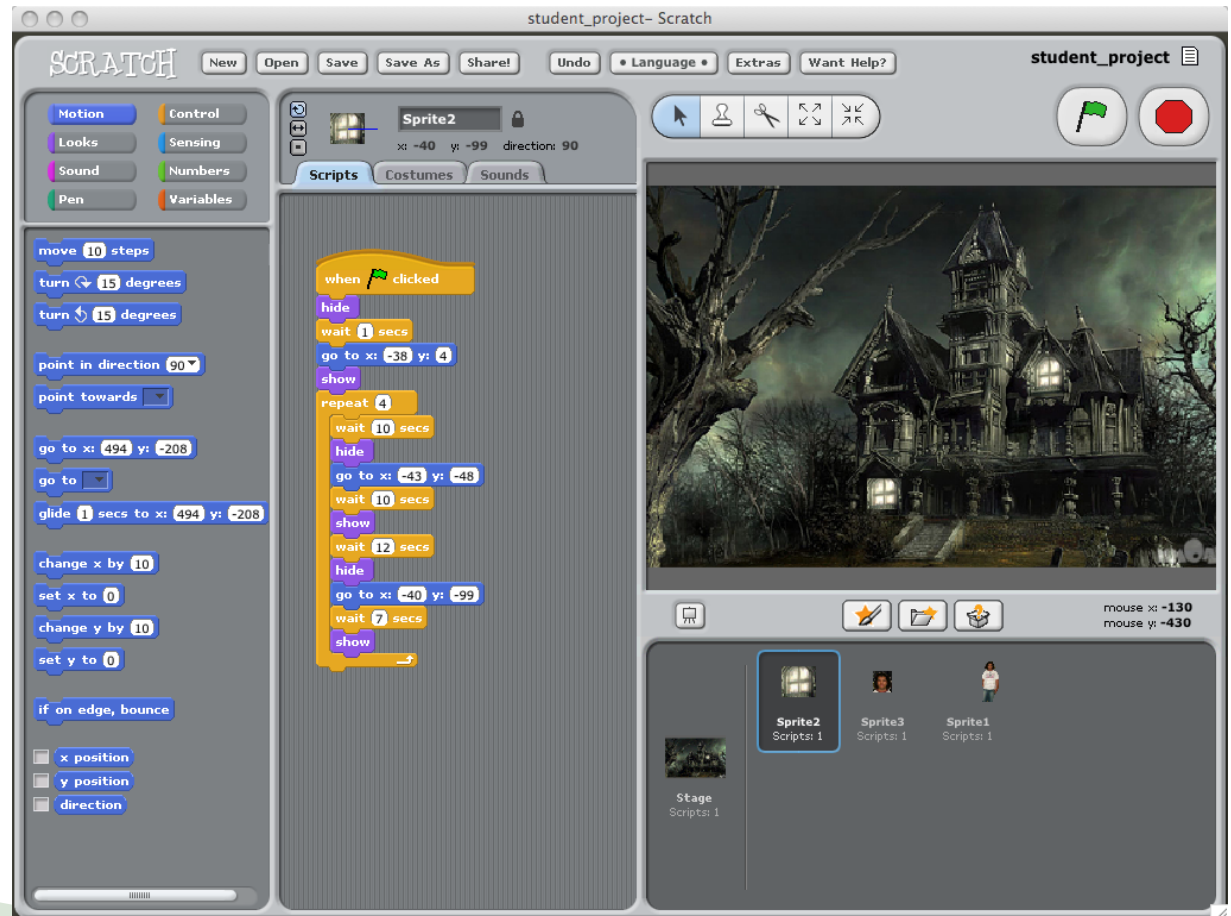 student_project– Scratch
SCRATCH
New
Open
Save
Save As
Share!
Undo
• Language •
Extras
Want Help?
student_project
Motion
Control
Looks
Sensing
Sound
Numbers
Pen
Variables
move 10 steps
turn 15 degrees
turn 15 degrees
point in direction 90
point towards
go to x: 494 y: -208
go to
glide 1 secs to x: 494 y: -208
change x by 10
set x to 0
change y by 10
set y to 0
if on edge, bounce
x position
y position
direction
Sprite2
x: -40 y: -99 direction: 90
Scripts
Costumes
Sounds
when clicked
hide
wait 1 secs
go to x: -38 y: 4
show
repeat 4
wait 10 secs
hide
go to x: -43 y: -48
wait 10 secs
show
wait 12 secs
hide
go to x: -40 y: -99
wait 7 secs
show
mouse x: -130
mouse y: -430
Sprite2
Scripts: 1
Sprite3
Scripts: 1
Sprite1
Scripts: 1
Stage
Scripts: 1